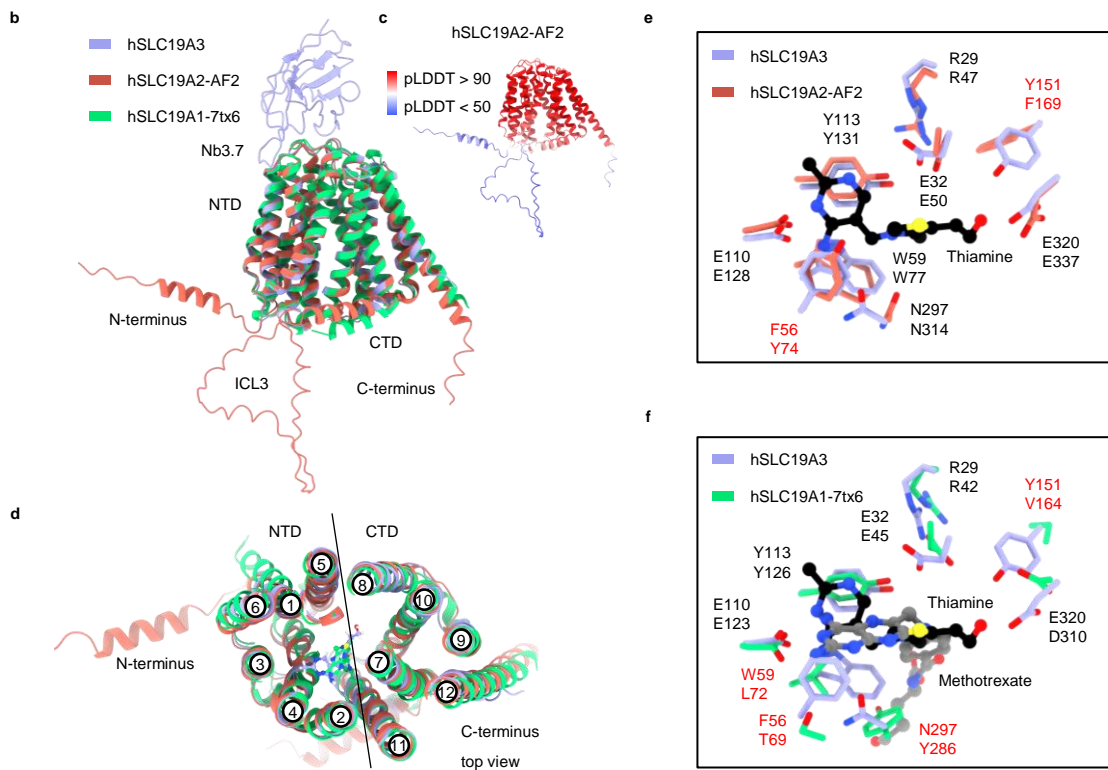 b
hSLC19A3
hSLC19A2-AF2
hSLC19A1-7tx6
Nb3.7
NTD
N-terminus
ICL3
CTD
C-terminus
c
hSLC19A2-AF2
pLDDT > 90
pLDDT < 50
d
NTD
CTD
5
8
6
1
10
3
7
9
4
2
12
11
N-terminus
C-terminus
top view
e
hSLC19A3
hSLC19A2-AF2
R29
R47
Y151
F169
Y113
Y131
E32
E50
E110
E128
W59
W77
Thiamine
E320
E337
F56
Y74
N297
N314
f
hSLC19A3
hSLC19A1-7tx6
R29
R42
Y151
V164
E32
E45
Y113
Y126
Thiamine
E110
E123
E320
D310
W59
L72
Methotrexate
F56
T69
N297
Y286